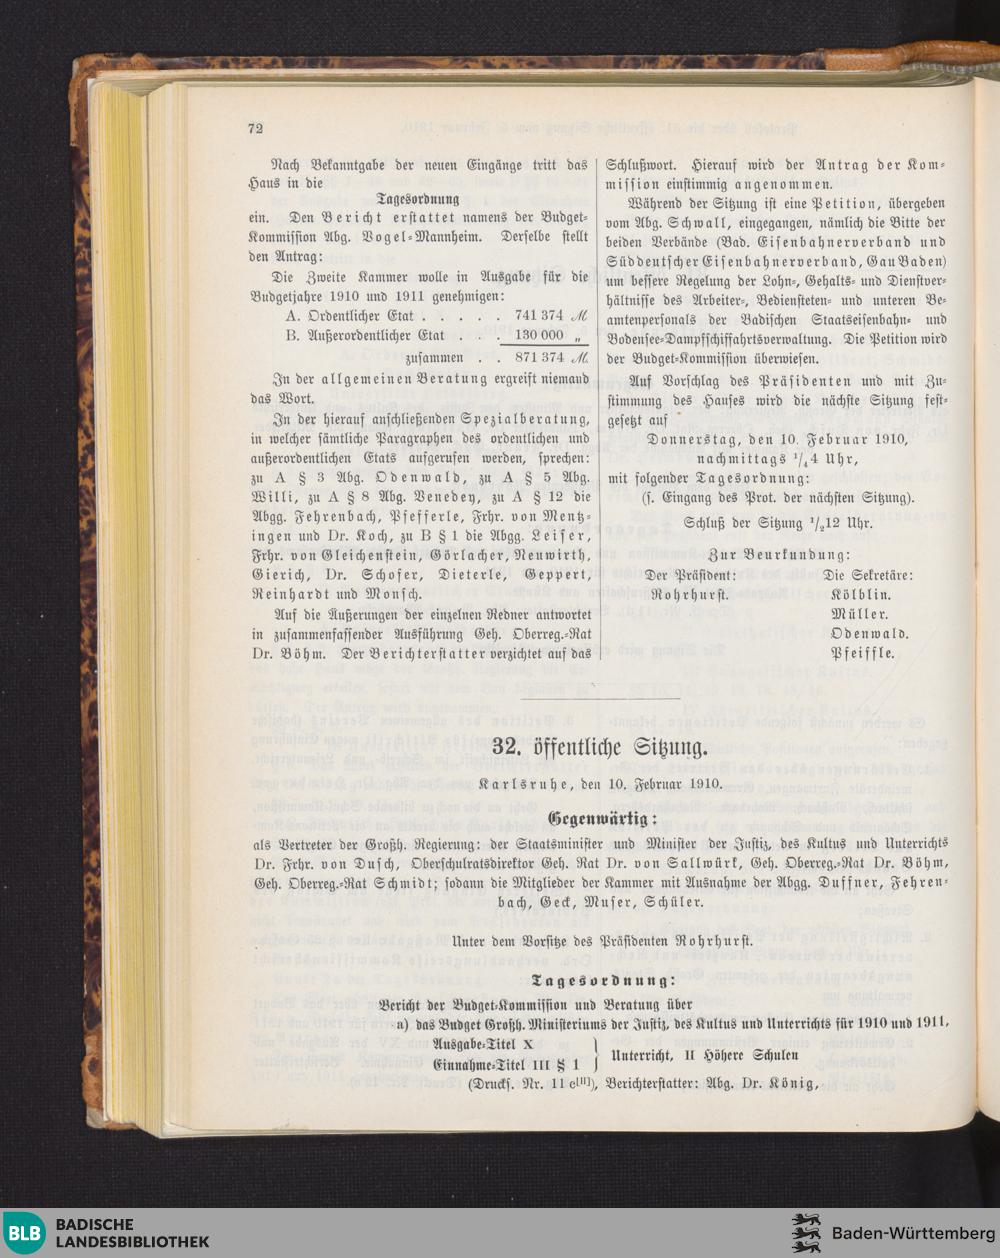 72
Nach Bekanntgabe der neuen Eingänge tritt das
Haus in die
Tagesordnung
ein. Den Bericht erstattet namens der Budget-
Kommission Abg. Vogel-Mannheim. Derselbe stellt
den Antrag:
Die Zweite Kammer wolle in Ausgabe für die
Budgetjahre 1910 und 1911 genehmigen:
A. Ordentlicher Etat . . . . . 741 374 ℳ
B. Außerordentlicher Etat . . . 130 000 „
zusammen . . 871 374 ℳ
In der allgemeinen Beratung ergreift niemand
das Wort.
In der hierauf anschließenden Spezialberatung,
in welcher sämtliche Paragraphen des ordentlichen und
außerordentlichen Etats aufgerufen werden, sprechen:
zu A § 3 Abg. Odenwald, zu A § 5 Abg.
Willi, zu A § 8 Abg. Venedey, zu A § 12 die
Abgg. Fehrenbach, Pfefferle, Frhr. von Mentz-
ingen und Dr. Koch, zu B § 1 die Abgg. Leiser,
Frhr. von Gleichenstein, Görlacher, Neuwirth,
Gierich, Dr. Schofer, Dieterle, Geppert,
Reinhardt und Monsch.
Auf die Äußerungen der einzelnen Redner antwortet
in zusammenfassender Ausführung Geh. Oberreg.-Rat
Dr. Böhm. Der Berichterstatter verzichtet auf das
Schlußwort. Hierauf wird der Antrag der Kom-
mission einstimmig angenommen.
Während der Sitzung ist eine Petition, übergeben
vom Abg. Schwall, eingegangen, nämlich die Bitte der
beiden Verbände (Bad. Eisenbahnerverband und
Süddeutscher Eisenbahnerverband, Gau Baden)
um bessere Regelung der Lohn-, Gehalts- und Dienstver-
hältnisse des Arbeiter-, Bediensteten- und unteren Be-
amtenpersonals der Badischen Staatseisenbahn- und
Bodensee-Dampfschiffahrtsverwaltung. Die Petition wird
der Budget-Kommission überwiesen.
Auf Vorschlag des Präsidenten und mit Zu-
stimmung des Hauses wird die nächste Sitzung fest-
gesetzt auf
Donnerstag, den 10. Februar 1910,
nachmittags ¹/₄4 Uhr,
mit folgender Tagesordnung:
(s. Eingang des Prot. der nächsten Sitzung).
Schluß der Sitzung ¹/₂12 Uhr.
Zur Beurkundung:
Der Präsident: Die Sekretäre:
Rohrhurst. Kölblin.
Müller.
Odenwald.
Pfeiffle.
32. öffentliche Sitzung.
Karlsruhe, den 10. Februar 1910.
Gegenwärtig:
als Vertreter der Großh. Regierung: der Staatsminister und Minister der Justiz, des Kultus und Unterrichts
Dr. Frhr. von Dusch, Oberschulratsdirektor Geh. Rat Dr. von Sallwürk, Geh. Oberreg.-Rat Dr. Böhm,
Geh. Oberreg.-Rat Schmidt; sodann die Mitglieder der Kammer mit Ausnahme der Abgg. Duffner, Fehren-
bach, Geck, Muser, Schüler.
Unter dem Vorsitze des Präsidenten Rohrhurst.
Tagesordnung:
Bericht der Budget-Kommission und Beratung über
a) das Budget Großh. Ministeriums der Justiz, des Kultus und Unterrichts für 1910 und 1911,
Ausgabe-Titel X
Einnahme-Titel III § 1 } Unterricht, II Höhere Schulen
(Drucks. Nr. 11 c[II]), Berichterstatter: Abg. Dr. König,
BLB BADISCHE
LANDESBIBLIOTHEK
Baden-Württemberg